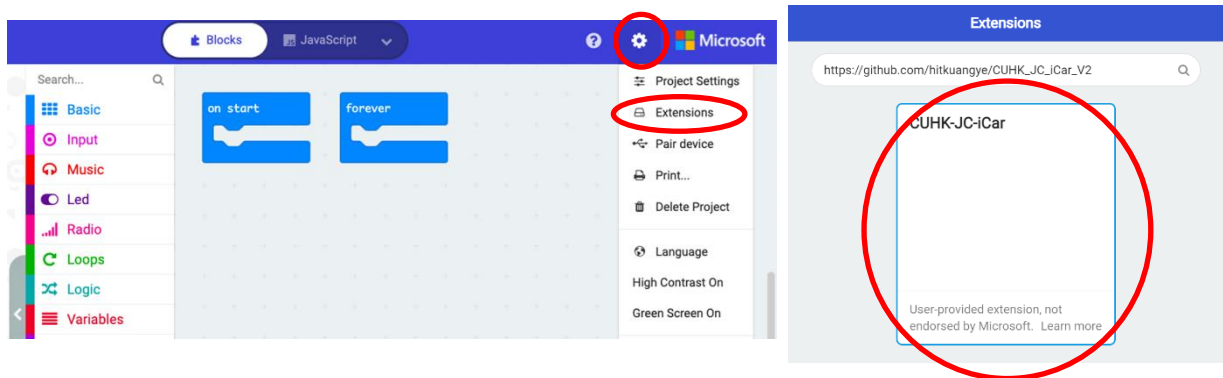 Blocks
JavaScript
Microsoft
Search...
Basic
Input
Music
Led
Radio
Loops
Logic
Variables
on start
forever
Project Settings
Extensions
Pair device
Print...
Delete Project
Language
High Contrast On
Green Screen On
Extensions
https://github.com/hitkuangye/CUHK_JC_iCar_V2
CUHK-JC-iCar
User-provided extension, not
endorsed by Microsoft. Learn more